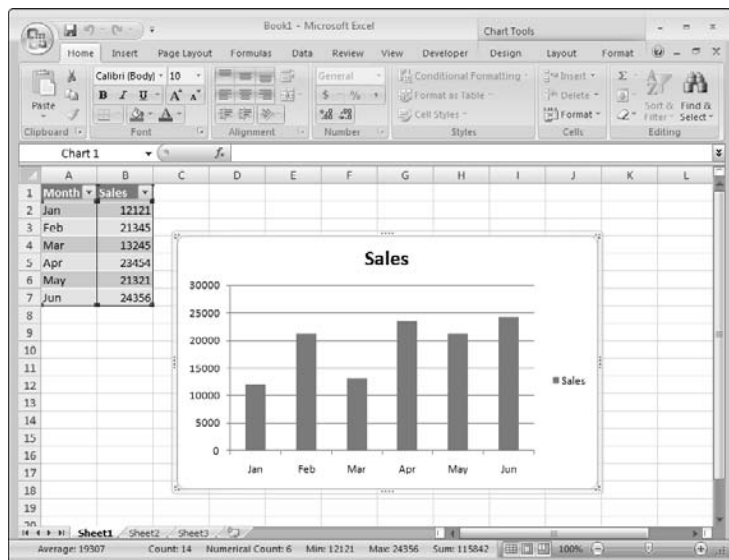 Book1 - Microsoft Excel
Chart Tools
Home Insert Page Layout Formulas Data Review View Developer Design Layout Format
Paste
Calibri (Body) 10
B I U A A
A
General
$ % ,
Conditional Formatting
Format as Table
Cell Styles
Insert
Delete
Format
Σ
Sort & Filter
Find & Select
Clipboard Font Alignment Number Styles Cells Editing
Chart 1 fx
A B C D E F G H I J K L
1 Month Sales
2 Jan 12121
3 Feb 21345
4 Mar 13245
5 Apr 23454
6 May 21321
7 Jun 24356
8
9
10
11
12
13
14
15
16
17
18
19
20
Sales
30000
25000
20000
15000
10000
5000
0
Jan Feb Mar Apr May Jun
Sales
Sheet1 Sheet2 Sheet3
Average: 19307 Count: 14 Numerical Count: 6 Min: 12121 Max: 24356 Sum: 115842 100%